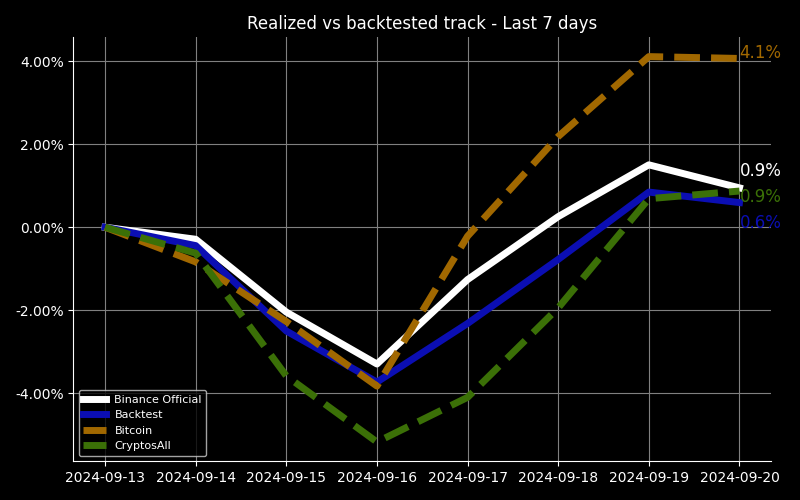 Realized vs backtested track - Last 7 days
4.00%
2.00%
0.00%
-2.00%
-4.00%
4.1%
0.9%
0.9%
0.6%
Binance Official
Backtest
Bitcoin
CryptosAll
2024-09-13 2024-09-14 2024-09-15 2024-09-16 2024-09-17 2024-09-18 2024-09-19 2024-09-20